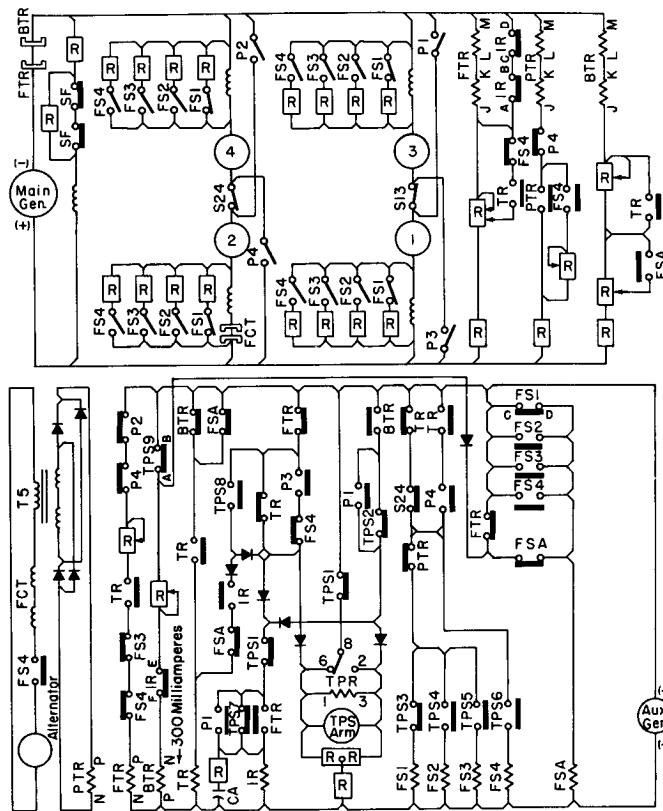 BTR
FTR
R
SF
SF
R
(-)
Main
Gen.
(+)
R
R
R
R
FS4
FS3
FS2
FS1
P2
4
S24
2
P4
R
R
R
R
FS4
FS3
FS2
FS1
FCT
FS4
FS3
FS2
FS1
R
R
R
R
P1
3
S13
1
R
R
R
R
FS4
FS3
FS2
FS1
P3
M
FTR
L
K
J
D
IR
C
B
IR
A
M
PTR
L
K
J
M
BTR
L
K
J
FS4
P4
TR
PTR
FS4
R
R
R
TR
FSA
R
R
R
R
T5
FCT
FS4
Alternator
PTR
P
N
P2
P4
R
TR
FS3
FS4
FTR
P
N
TPS9
B
A
R
E
IR
F
BTR
N
P
300 Milliamperes
BTR
FSA
TR
TR
TPS8
TR
IR
FSA
TPS1
P1
TPS7
FTR
R
CA
IR
FTR
P3
FS4
TPS1
8
6
2
TPR
1
3
TPS
Arm
R
R
R
BTR
P1
TPS2
TR
TR
S24
P4
PTR
TPS3
TPS4
TPS5
TPS6
FS1
FS2
FS3
FS4
FS1
C
D
FS2
FS3
FS4
FTR
FSA
FSA
(-)
Aux
Gen
(+)